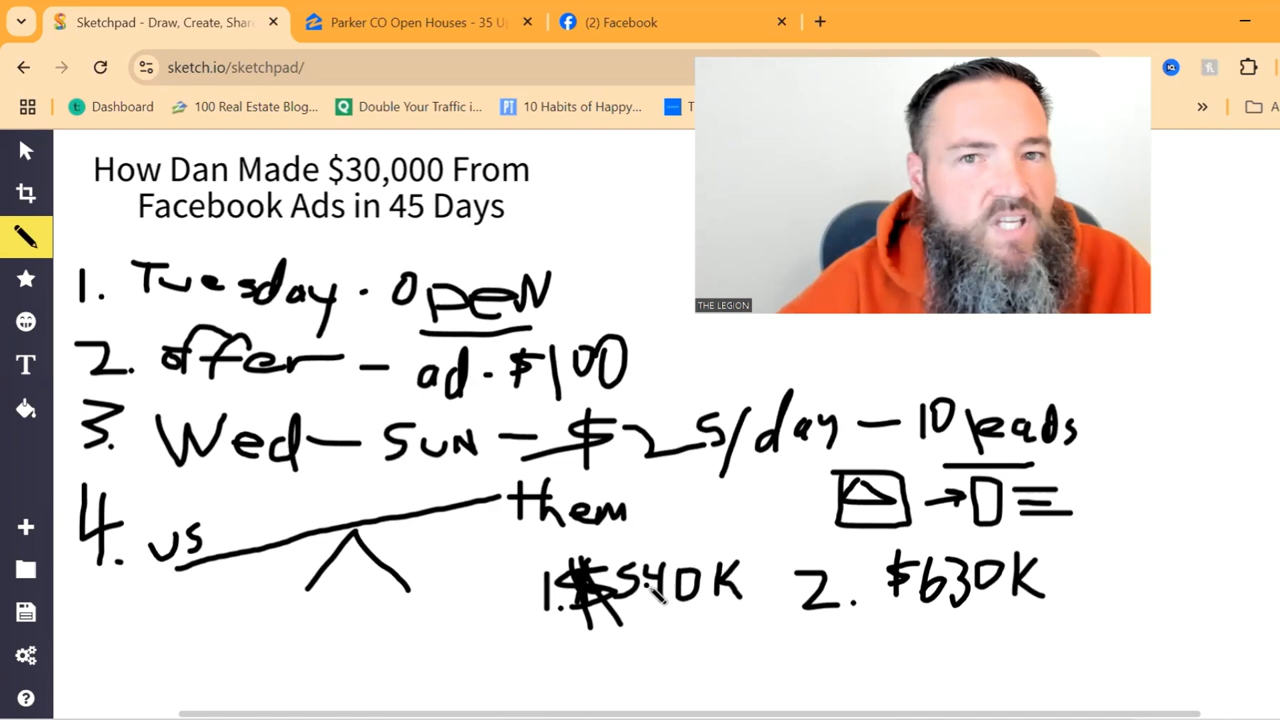 Sketchpad - Draw, Create, Shar
Parker CO Open Houses - 35 U
(2) Facebook
sketch.io/sketchpad/
Dashboard
100 Real Estate Blog...
Double Your Traffic i...
10 Habits of Happy...
THE LEGION
How Dan Made $30,000 From
Facebook Ads in 45 Days
1. Tuesday. OpeN
2. offer - ad. $100
3. Wed - SUN - $25/day - 10 leads
4. us them
1. $540K 2. $630K